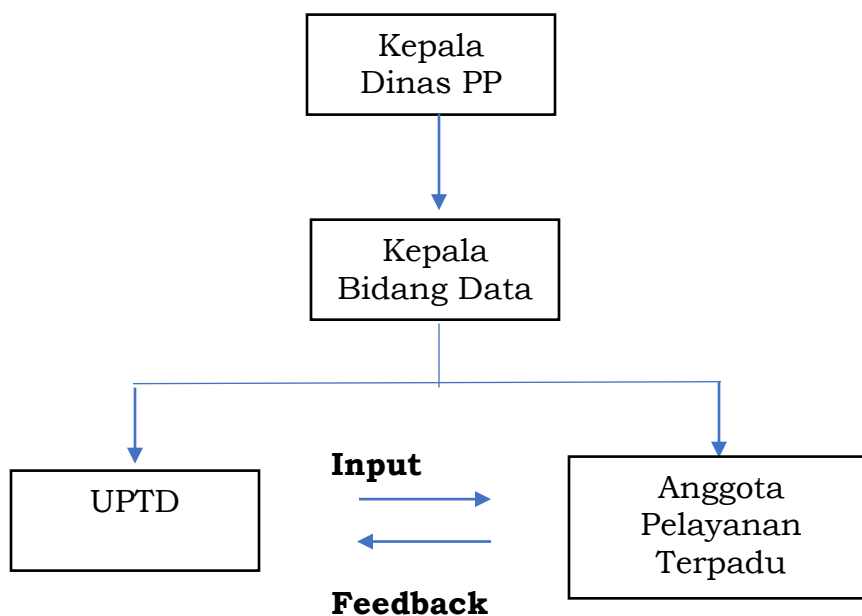 Kepala
Dinas PP
Kepala
Bidang Data
UPTD
Input
Feedback
Anggota
Pelayanan
Terpadu